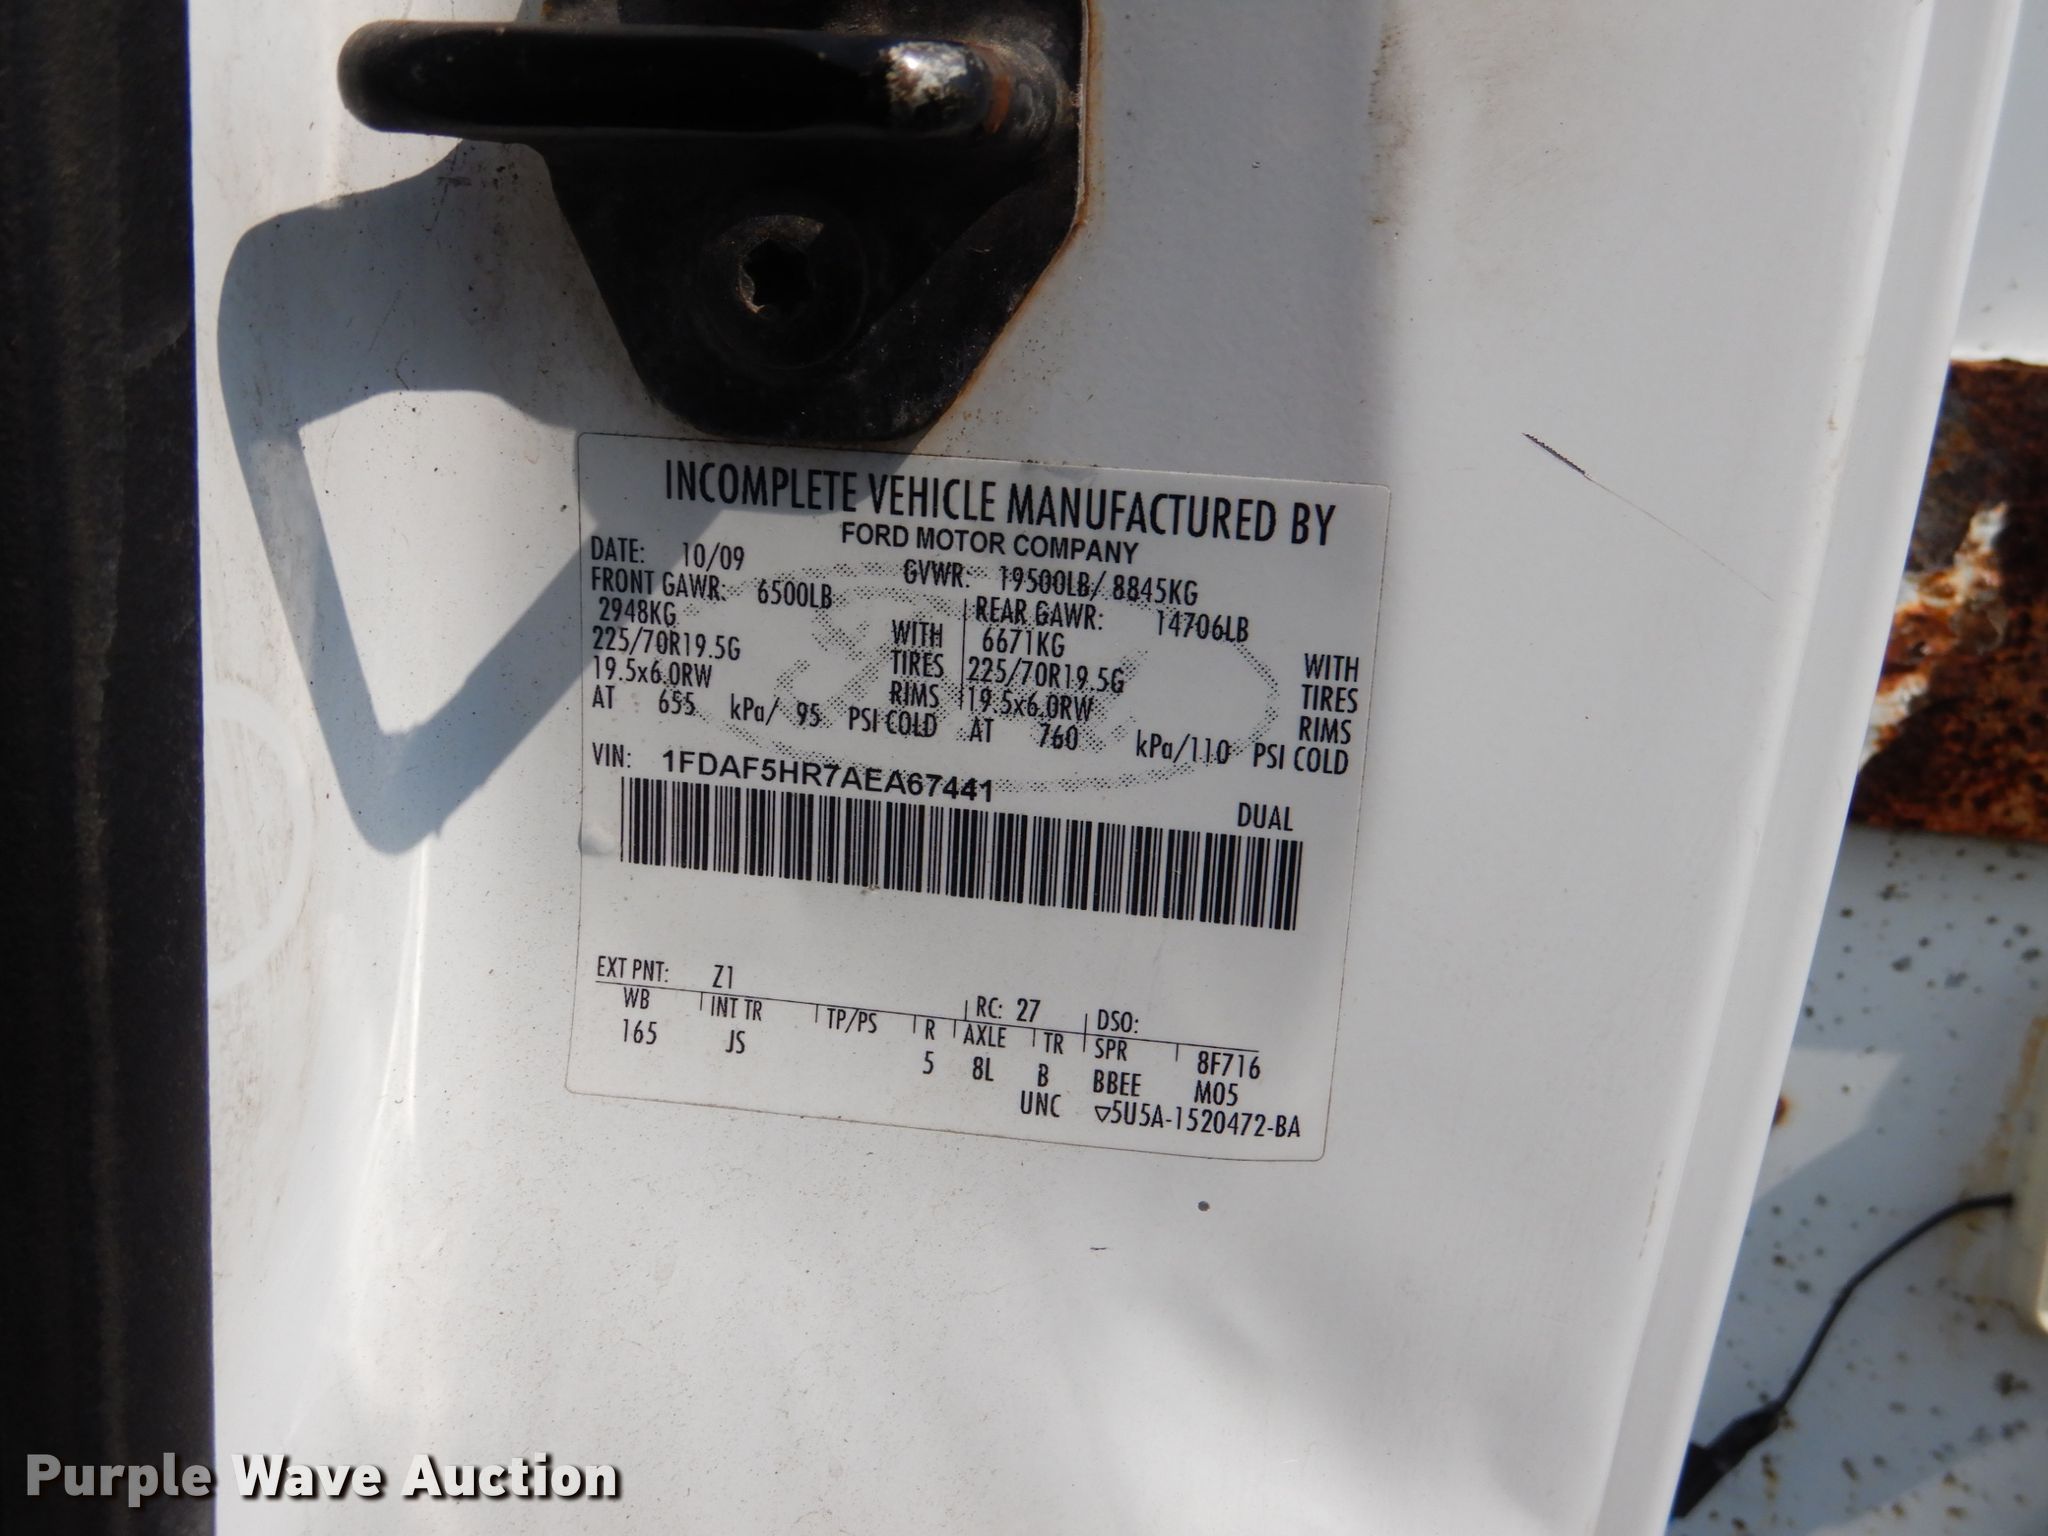 INCOMPLETE VEHICLE MANUFACTURED BY
FORD MOTOR COMPANY
DATE: 10/09 GVWR: 19500LB/ 8845KG
FRONT GAWR: 6500LB REAR GAWR: 14706LB
2948KG WITH 6671KG WITH
225/70R19.5G TIRES 225/70R19.5G TIRES
19.5x6.0RW RIMS 19.5x6.0RW RIMS
AT 655 kPa/ 95 PSI COLD AT 760 kPa/110 PSI COLD
VIN: 1FDAF5HR7AEA67441
DUAL
EXT PNT: Z1 RC: 27 DSO:
WB INT TR TP/PS R AXLE TR SPR 8F716
165 JS 5 8L B BBEE M05
UNC ▽5U5A-1520472-BA
Purple Wave Auction